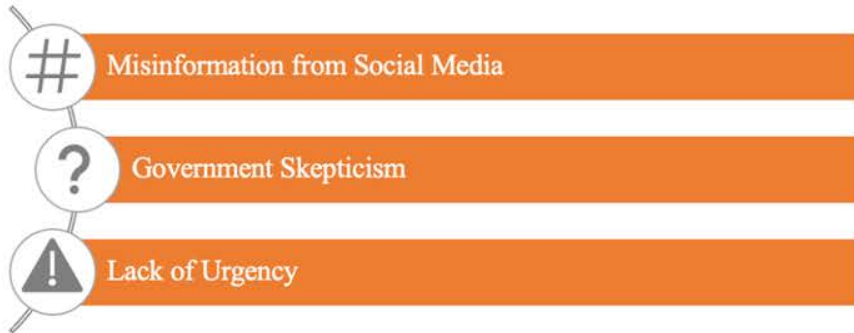 #
Misinformation from Social Media
?
Government Skepticism
!
Lack of Urgency